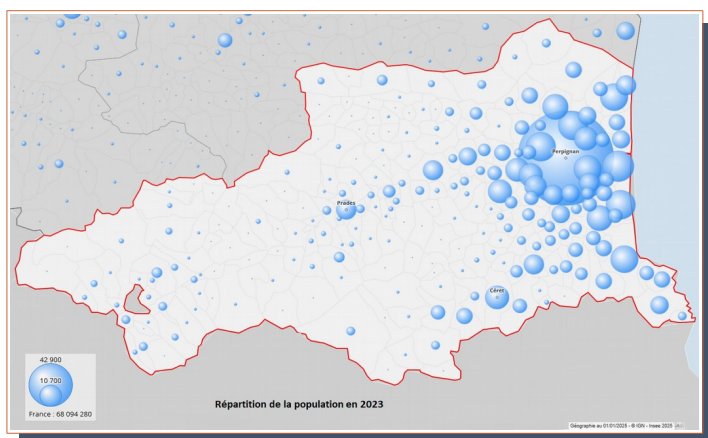 Perpignan
Prades
Céret
42 900
10 700
France : 68 094 280
Répartition de la population en 2023
Géographie au 01/01/2025 - © IGN - Insee 2025